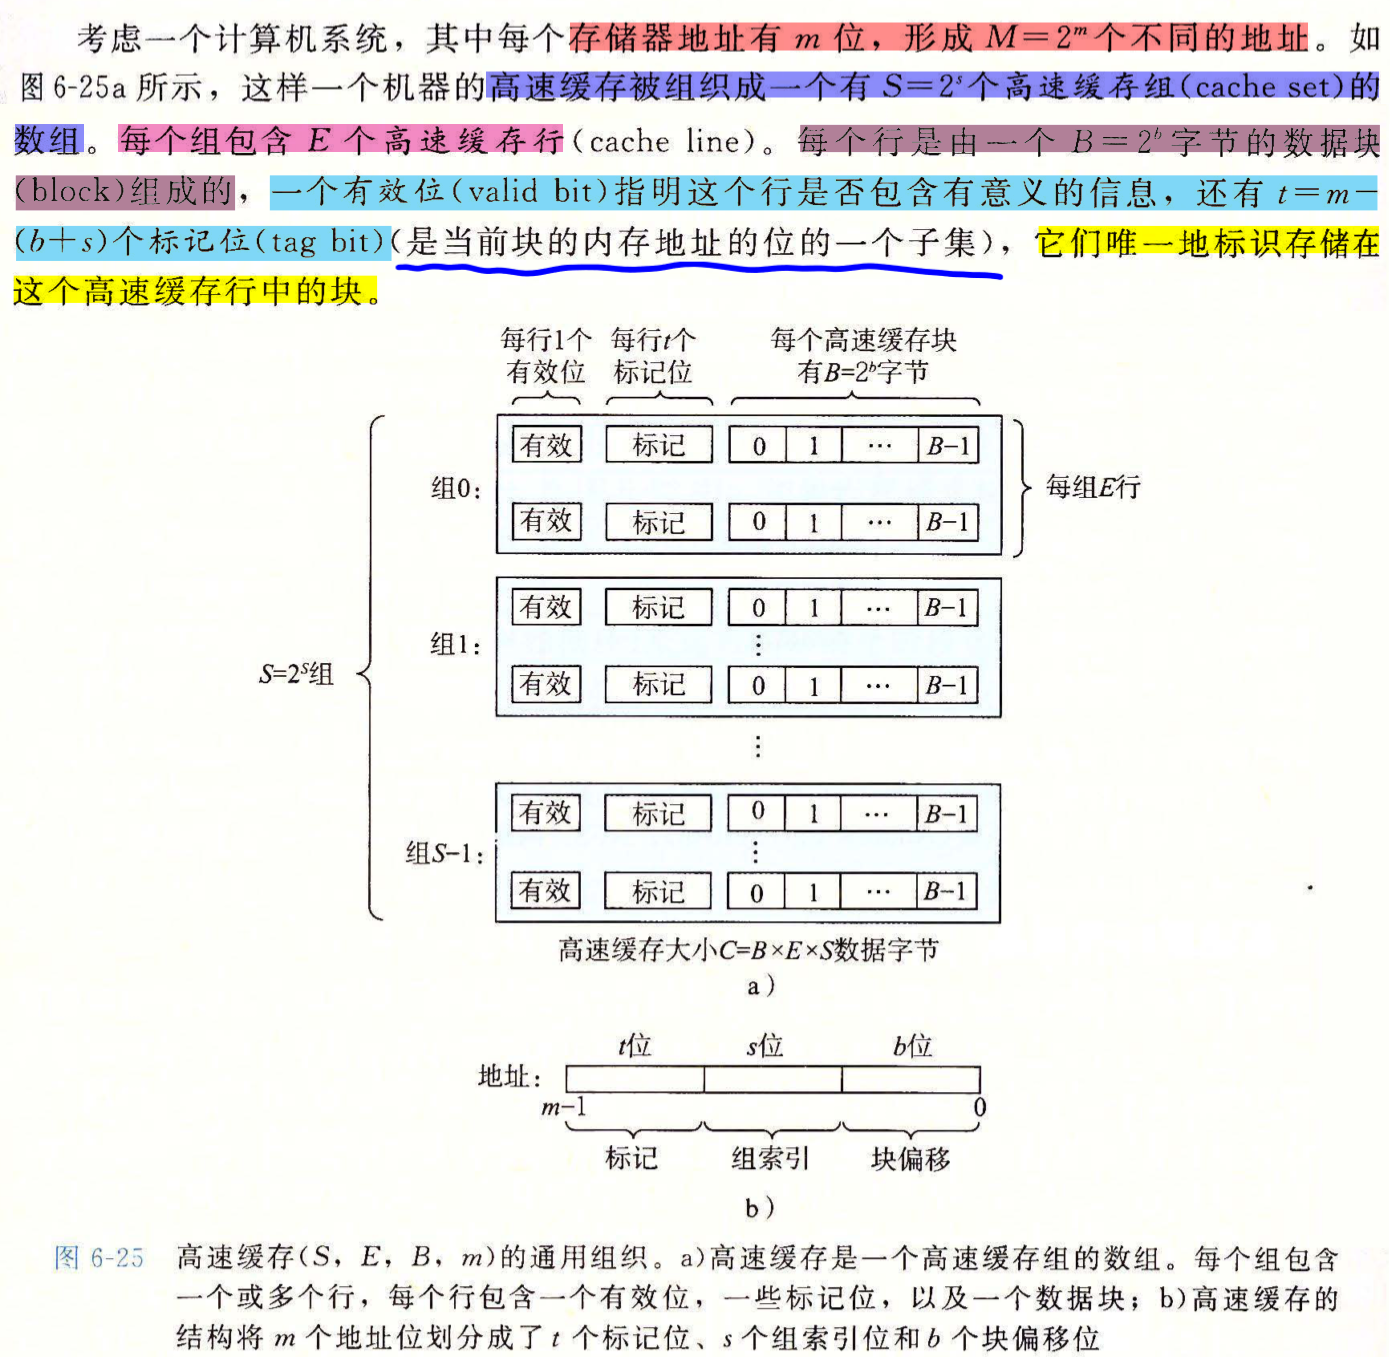 考虑一个计算机系统，其中每个存储器地址有 m 位，形成 M=2ᵐ 个不同的地址。如
图 6-25a 所示，这样一个机器的高速缓存被组织成一个有 S=2ˢ 个高速缓存组(cache set)的
数组。每个组包含 E 个高速缓存行(cache line)。每个行是由一个 B=2ᵇ 字节的数据块
(block)组成的，一个有效位(valid bit)指明这个行是否包含有意义的信息，还有 t=m-
(b+s)个标记位(tag bit)(是当前块的内存地址的位的一个子集)，它们唯一地标识存储在
这个高速缓存行中的块。
每行1个 每行t个 每个高速缓存块
有效位 标记位 有B=2ᵇ字节
有效 标记 0 1 … B-1
组0： 每组E行
有效 标记 0 1 … B-1
有效 标记 0 1 … B-1
组1： ⋮
S=2ˢ组
有效 标记 0 1 … B-1
⋮
有效 标记 0 1 … B-1
组S-1： ⋮
有效 标记 0 1 … B-1
高速缓存大小C=B×E×S数据字节
a）
t位 s位 b位
地址：
m-1 0
标记 组索引 块偏移
b）
图 6-25 高速缓存(S，E，B，m)的通用组织。a)高速缓存是一个高速缓存组的数组。每个组包含
一个或多个行，每个行包含一个有效位，一些标记位，以及一个数据块；b)高速缓存的
结构将 m 个地址位划分成了 t 个标记位、s 个组索引位和 b 个块偏移位